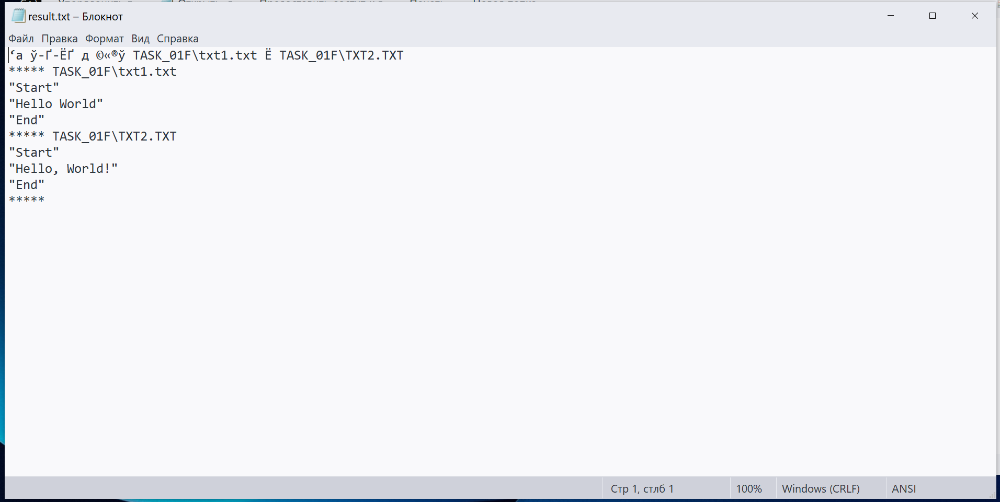 result.txt – Блокнот
Файл Правка Формат Вид Справка
‘а ў-Ґ-ЁҐ д ©«®ў TASK_01F\txt1.txt Ё TASK_01F\TXT2.TXT
***** TASK_01F\txt1.txt
"Start"
"Hello World"
"End"
***** TASK_01F\TXT2.TXT
"Start"
"Hello, World!"
"End"
*****
Стр 1, стлб 1 100% Windows (CRLF) ANSI